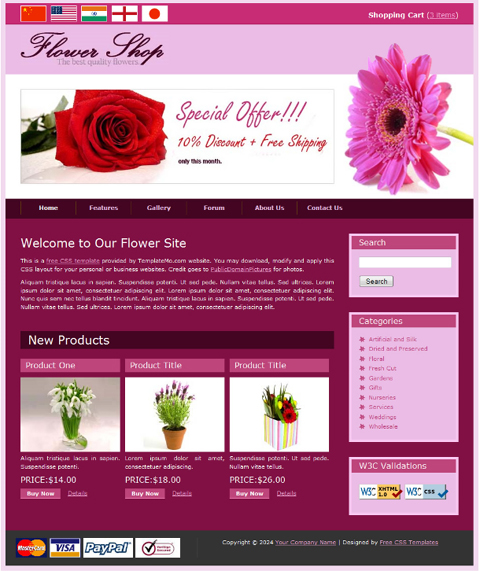 Shopping Cart (3 items)
Flower Shop
The best quality flowers.
Special Offer!!!
10% Discount + Free Shipping
only this month.
Home Features Gallery Forum About Us Contact Us
Welcome to Our Flower Site
This is a free CSS template provided by TemplateMo.com website. You may download, modify and apply this
CSS layout for your personal or business websites. Credit goes to PublicDomainPictures for photos.
Aliquam tristique lacus in sapien. Suspendisse potenti. Ut sed pede. Nullam vitae tellus. Sed ultrices. Lorem
ipsum dolor sit amet, consectetuer adipiscing elit. Lorem ipsum dolor sit amet, consectetuer adipiscing elit.
Nunc quis sem nec tellus blandit tincidunt. Aliquam tristique lacus in sapien. Suspendisse potenti. Ut sed pede.
Nullam vitae tellus. Sed ultrices. Lorem ipsum dolor sit amet, consectetuer adipiscing elit.
New Products
Product One
Aliquam tristique lacus in sapien.
Suspendisse potenti.
PRICE:$14.00
Buy Now Details
Product Title
Lorem ipsum dolor sit amet,
consectetuer adipiscing.
PRICE:$18.00
Buy Now Details
Product Title
Suspendisse potenti. Ut sed pede.
Nullam vitae tellus.
PRICE:$26.00
Buy Now Details
Search
Search
Categories
Artificial and Silk
Dried and Preserved
Floral
Fresh Cut
Gardens
Gifts
Nurseries
Services
Weddings
Wholesale
W3C Validations
W3C XHTML 1.0
W3C CSS
MasterCard VISA PayPal
Copyright © 2024 Your Company Name | Designed by Free CSS Templates